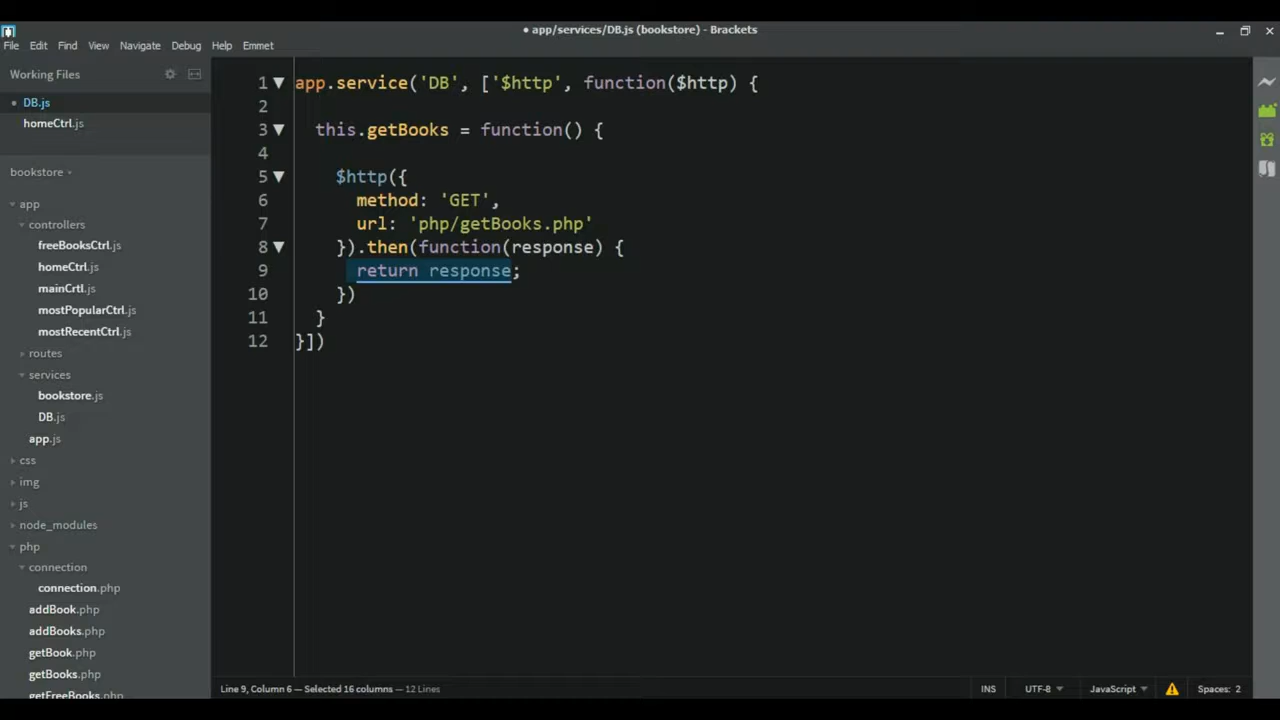 • app/services/DB.js (bookstore) - Brackets
File Edit Find View Navigate Debug Help Emmet
Working Files
• DB.js
homeCtrl.js
bookstore
app
controllers
freeBooksCtrl.js
homeCtrl.js
mainCrtl.js
mostPopularCtrl.js
mostRecentCtrl.js
routes
services
bookstore.js
DB.js
app.js
css
img
js
node_modules
php
connection
connection.php
addBook.php
addBooks.php
getBook.php
getBooks.php
getFreeBooks.php
1 app.service('DB', ['$http', function($http) {
2
3 this.getBooks = function() {
4
5 $http({
6 method: 'GET',
7 url: 'php/getBooks.php'
8 }).then(function(response) {
9 return response;
10 })
11 }
12 }])
Line 9, Column 6 — Selected 16 columns — 12 Lines
INS UTF-8 JavaScript Spaces: 2